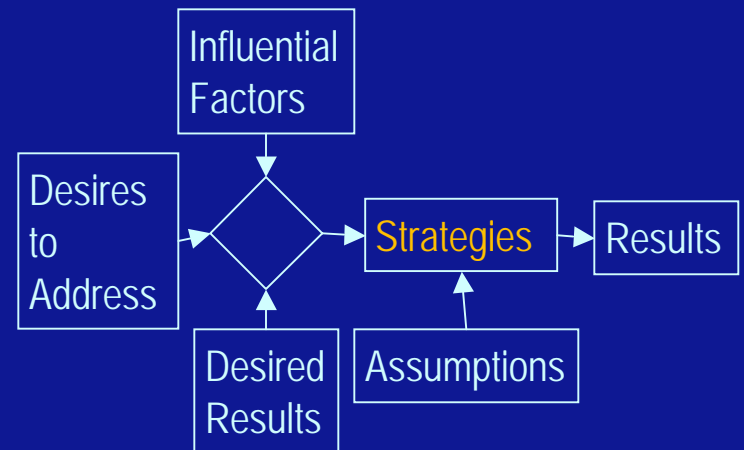 Influential
Factors
Desires
to
Address
Strategies
Results
Desired
Results
Assumptions